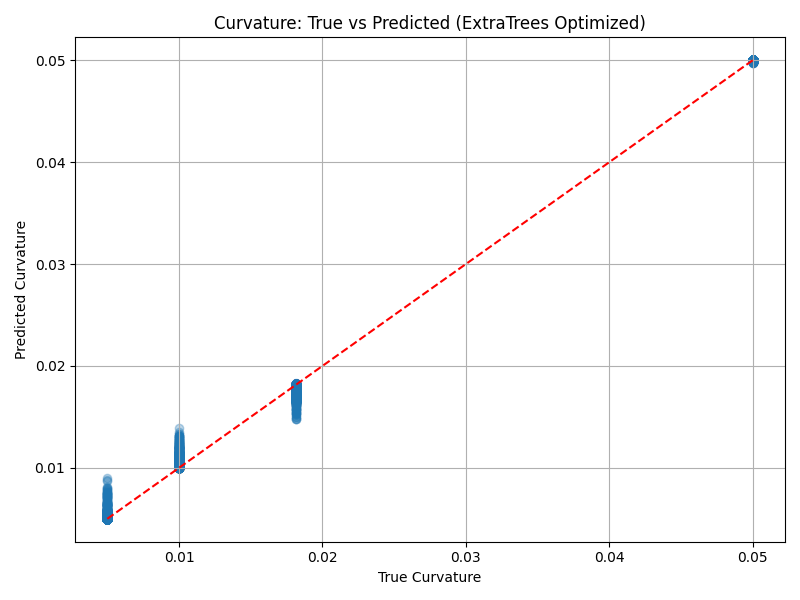 Curvature: True vs Predicted (ExtraTrees Optimized)
0.05
0.04
0.03
0.02
0.01
Predicted Curvature
0.01 0.02 0.03 0.04 0.05
True Curvature